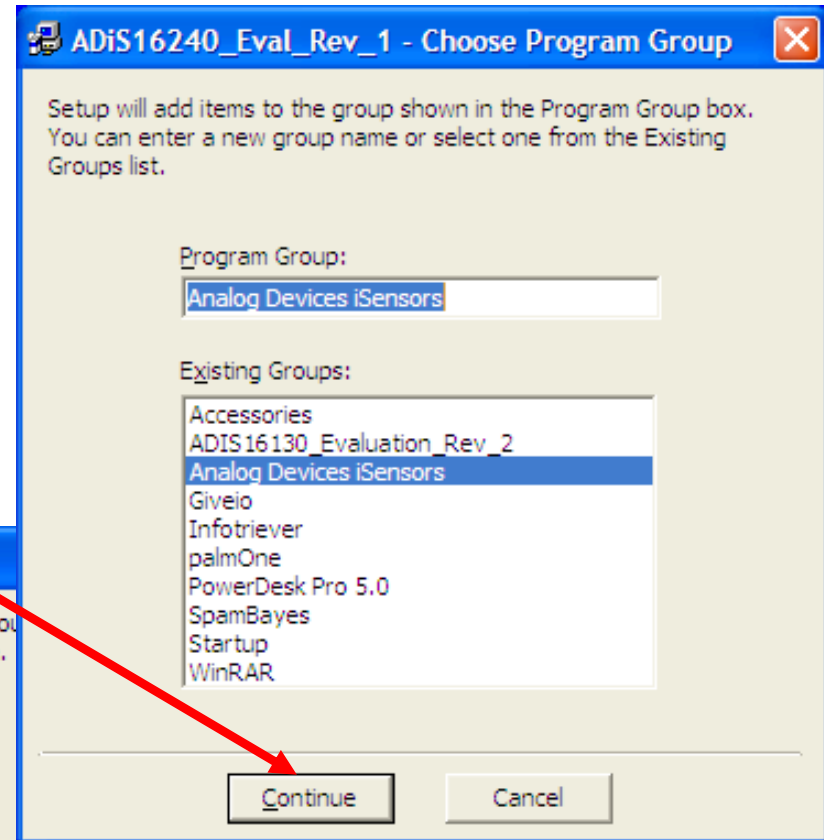 ADiS16240_Eval_Rev_1 - Choose Program Group
Setup will add items to the group shown in the Program Group box.
You can enter a new group name or select one from the Existing
Groups list.
Program Group:
Analog Devices iSensors
Existing Groups:
Accessories
ADIS16130_Evaluation_Rev_2
Analog Devices iSensors
Giveio
Infotriever
palmOne
PowerDesk Pro 5.0
SpamBayes
Startup
WinRAR
Continue
Cancel